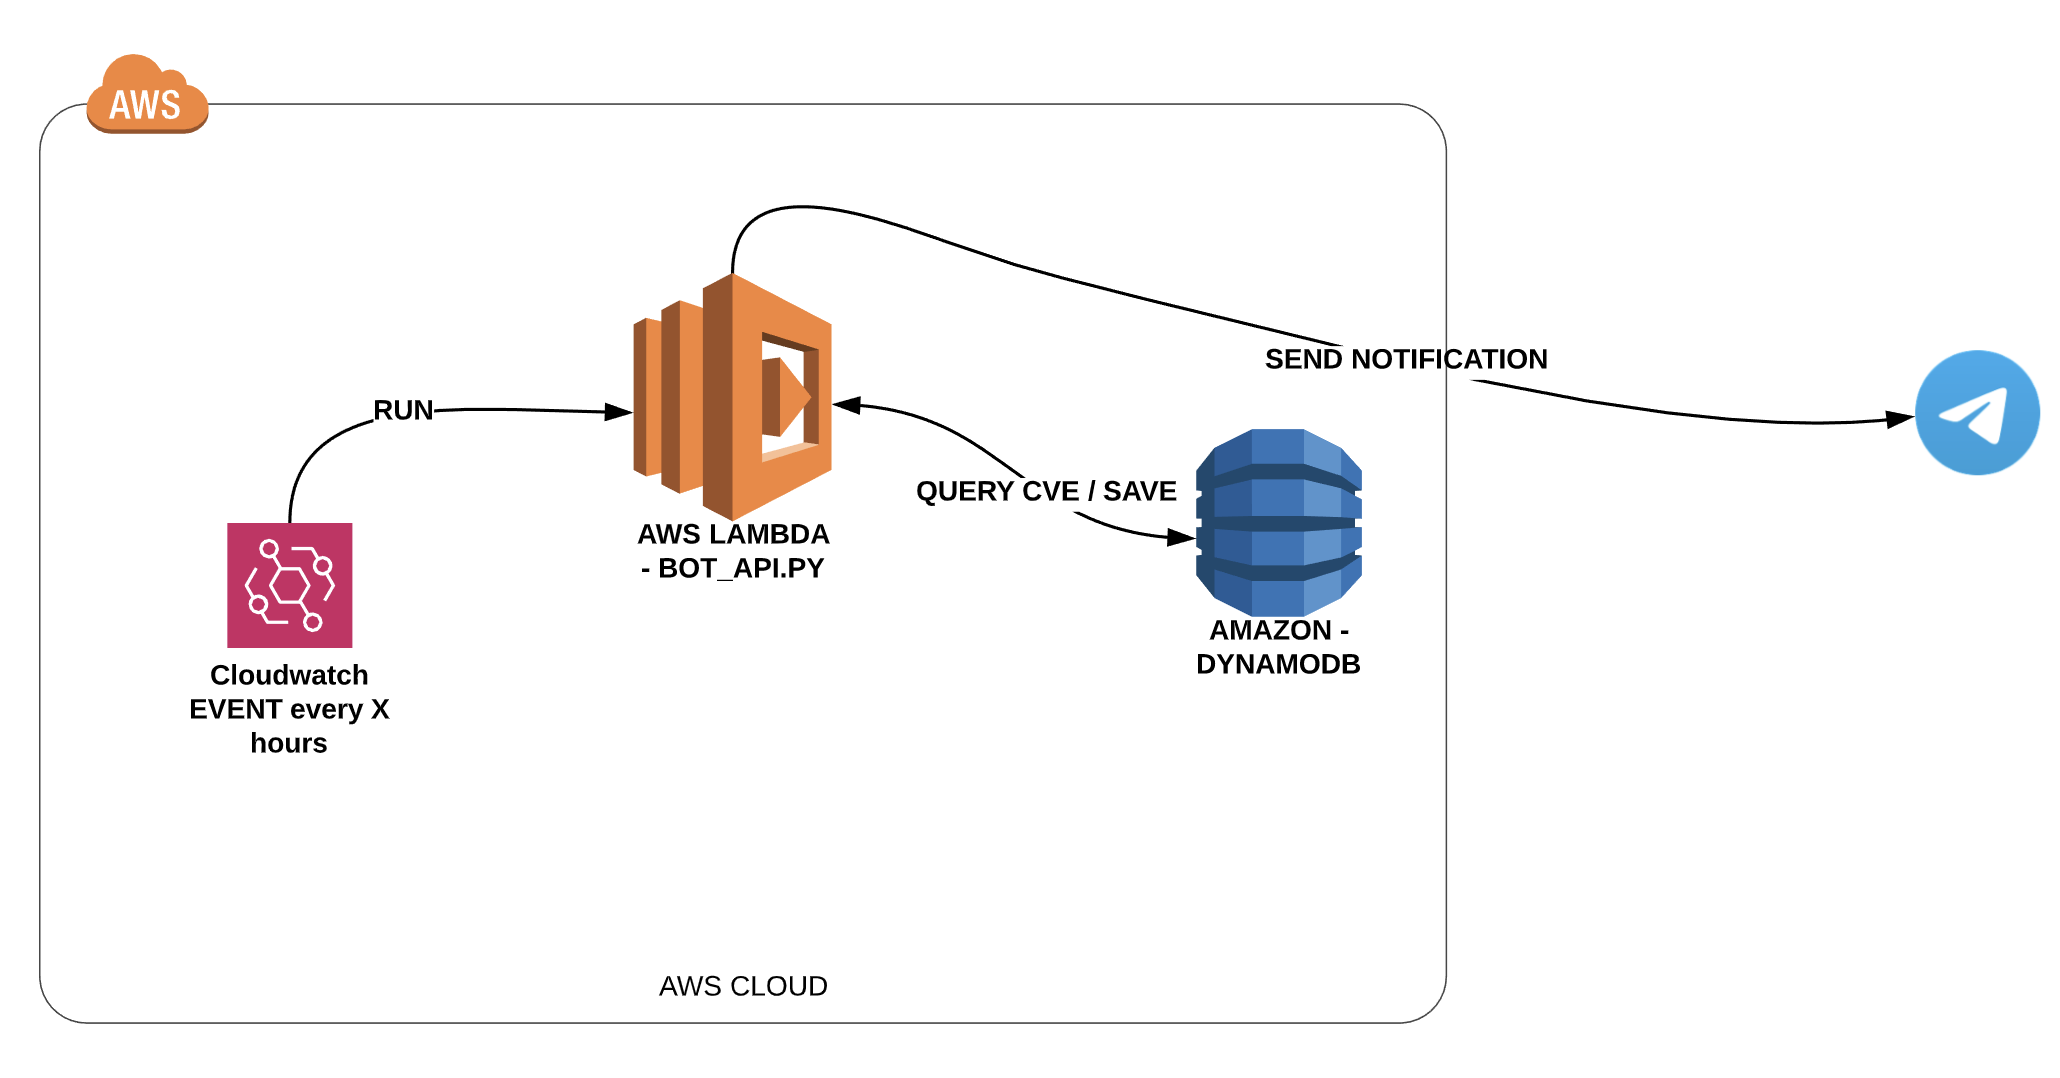 AWS
SEND NOTIFICATION
RUN
QUERY CVE / SAVE
AWS LAMBDA
- BOT_API.PY
AMAZON -
DYNAMODB
Cloudwatch
EVENT every X
hours
AWS CLOUD